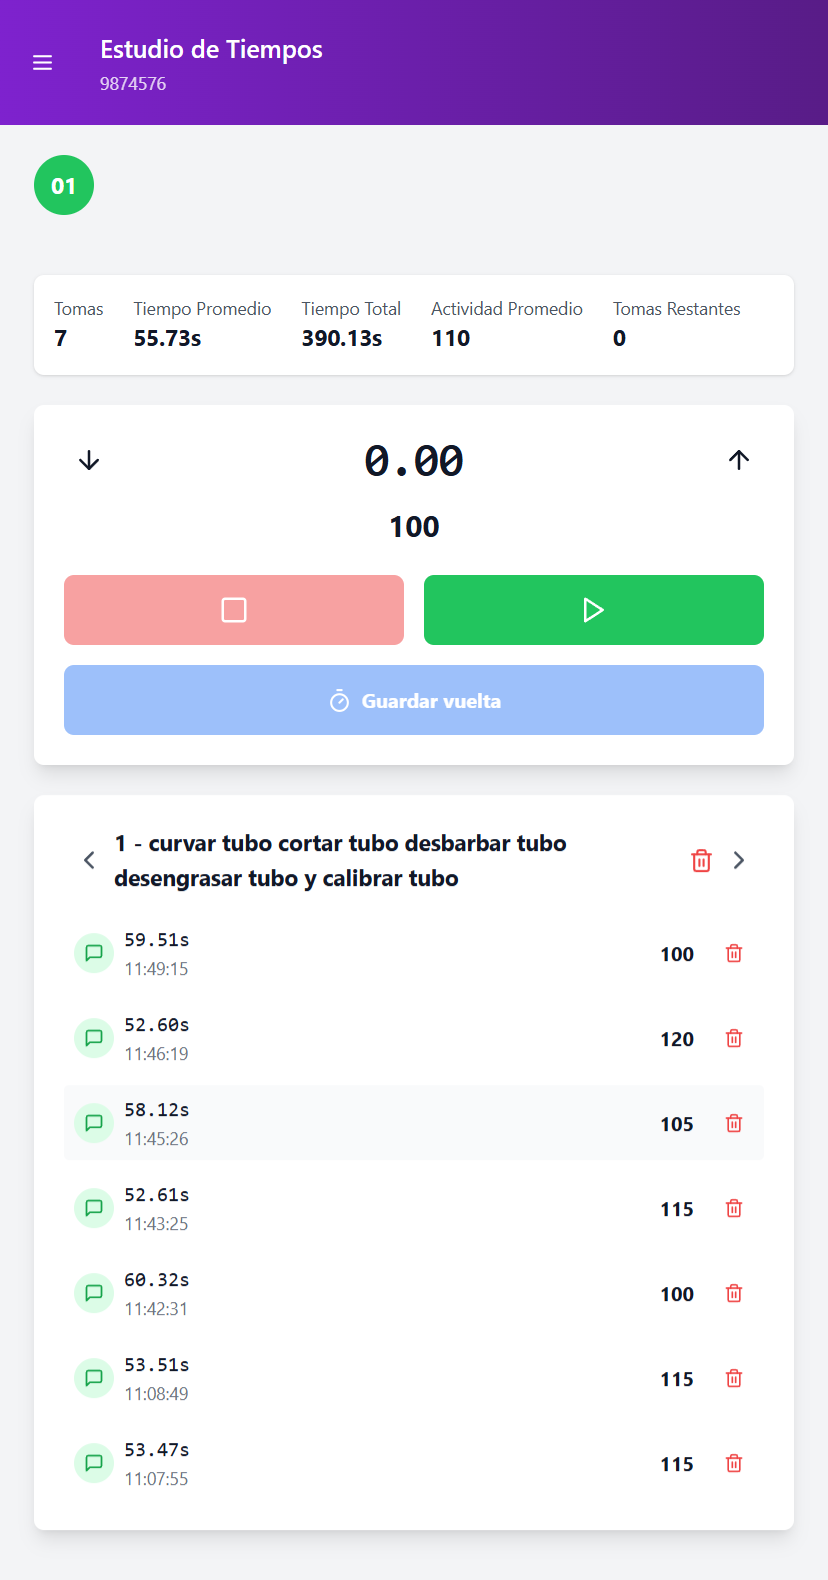 Estudio de Tiempos
9874576
01
Tomas Tiempo Promedio Tiempo Total Actividad Promedio Tomas Restantes
7 55.73s 390.13s 110 0
0.00
100
Guardar vuelta
1 - curvar tubo cortar tubo desbarbar tubo
desengrasar tubo y calibrar tubo
59.51s
100
11:49:15
52.60s
120
11:46:19
58.12s
105
11:45:26
52.61s
115
11:43:25
60.32s
100
11:42:31
53.51s
115
11:08:49
53.47s
115
11:07:55